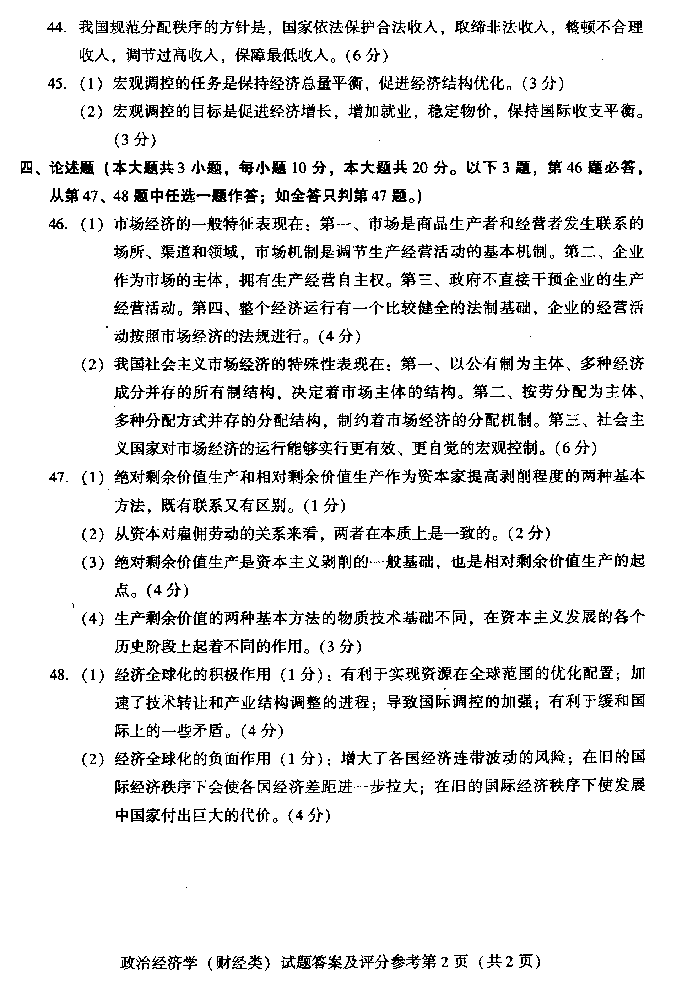 44. 我国规范分配秩序的方针是，国家依法保护合法收入，取缔非法收入，整顿不合理
收入，调节过高收入，保障最低收入。(6 分)
45. (1) 宏观调控的任务是保持经济总量平衡，促进经济结构优化。(3 分)
(2) 宏观调控的目标是促进经济增长，增加就业，稳定物价，保持国际收支平衡。
(3 分)
四、论述题 (本大题共 3 小题，每小题 10 分，本大题共 20 分。以下 3 题，第 46 题必答，
从第 47、48 题中任选一题作答；如全答只判第 47 题。)
46. (1) 市场经济的一般特征表现在：第一、市场是商品生产者和经营者发生联系的
场所、渠道和领域，市场机制是调节生产经营活动的基本机制。第二、企业
作为市场的主体，拥有生产经营自主权。第三、政府不直接干预企业的生产
经营活动。第四、整个经济运行有一个比较健全的法制基础，企业的经营活
动按照市场经济的法规进行。(4 分)
(2) 我国社会主义市场经济的特殊性表现在：第一、以公有制为主体、多种经济
成分并存的所有制结构，决定着市场主体的结构。第二、按劳分配为主体、
多种分配方式并存的分配结构，制约着市场经济的分配机制。第三、社会主
义国家对市场经济的运行能够实行更有效、更自觉的宏观控制。(6 分)
47. (1) 绝对剩余价值生产和相对剩余价值生产作为资本家提高剥削程度的两种基本
方法，既有联系又有区别。(1 分)
(2) 从资本对雇佣劳动的关系来看，两者在本质上是一致的。(2 分)
(3) 绝对剩余价值生产是资本主义剥削的一般基础，也是相对剩余价值生产的起
点。(4 分)
(4) 生产剩余价值的两种基本方法的物质技术基础不同，在资本主义发展的各个
历史阶段上起着不同的作用。(3 分)
48. (1) 经济全球化的积极作用 (1 分)：有利于实现资源在全球范围的优化配置；加
速了技术转让和产业结构调整的进程；导致国际调控的加强；有利于缓和国
际上的一些矛盾。(4 分)
(2) 经济全球化的负面作用 (1 分)：增大了各国经济连带波动的风险；在旧的国
际经济秩序下会使各国经济差距进一步拉大；在旧的国际经济秩序下使发展
中国家付出巨大的代价。(4 分)
政治经济学 (财经类) 试题答案及评分参考第 2 页 (共 2 页)